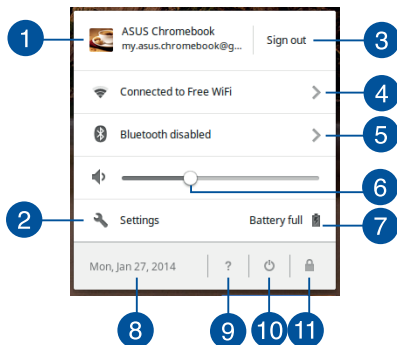 1
ASUS Chromebook
my.asus.chromebook@g...
Sign out
3
Connected to Free WiFi
4
Bluetooth disabled
5
6
2
Settings
Battery full
7
Mon, Jan 27, 2014
?
8
9
10
11